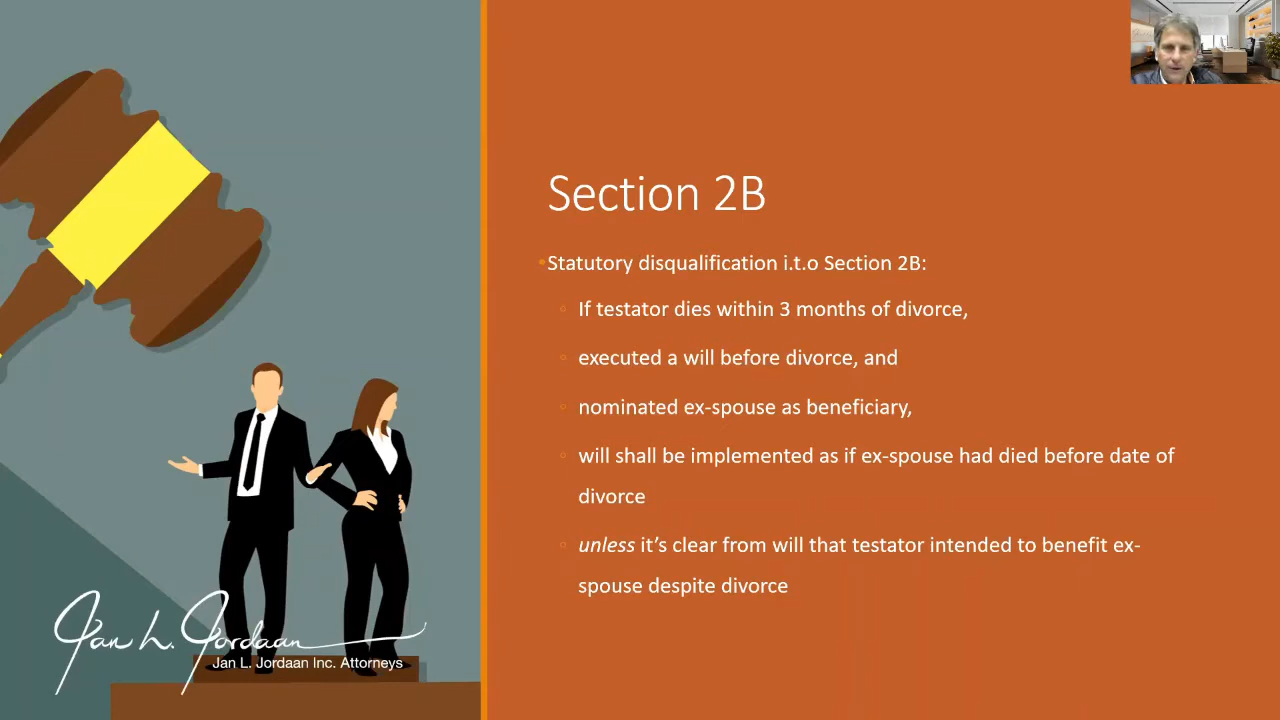 Section 2B
•Statutory disqualification i.t.o Section 2B:
◦ If testator dies within 3 months of divorce,
◦ executed a will before divorce, and
◦ nominated ex-spouse as beneficiary,
◦ will shall be implemented as if ex-spouse had died before date of
divorce
◦ unless it’s clear from will that testator intended to benefit ex-
spouse despite divorce
Jan L. Jordaan
Jan L. Jordaan Inc. Attorneys